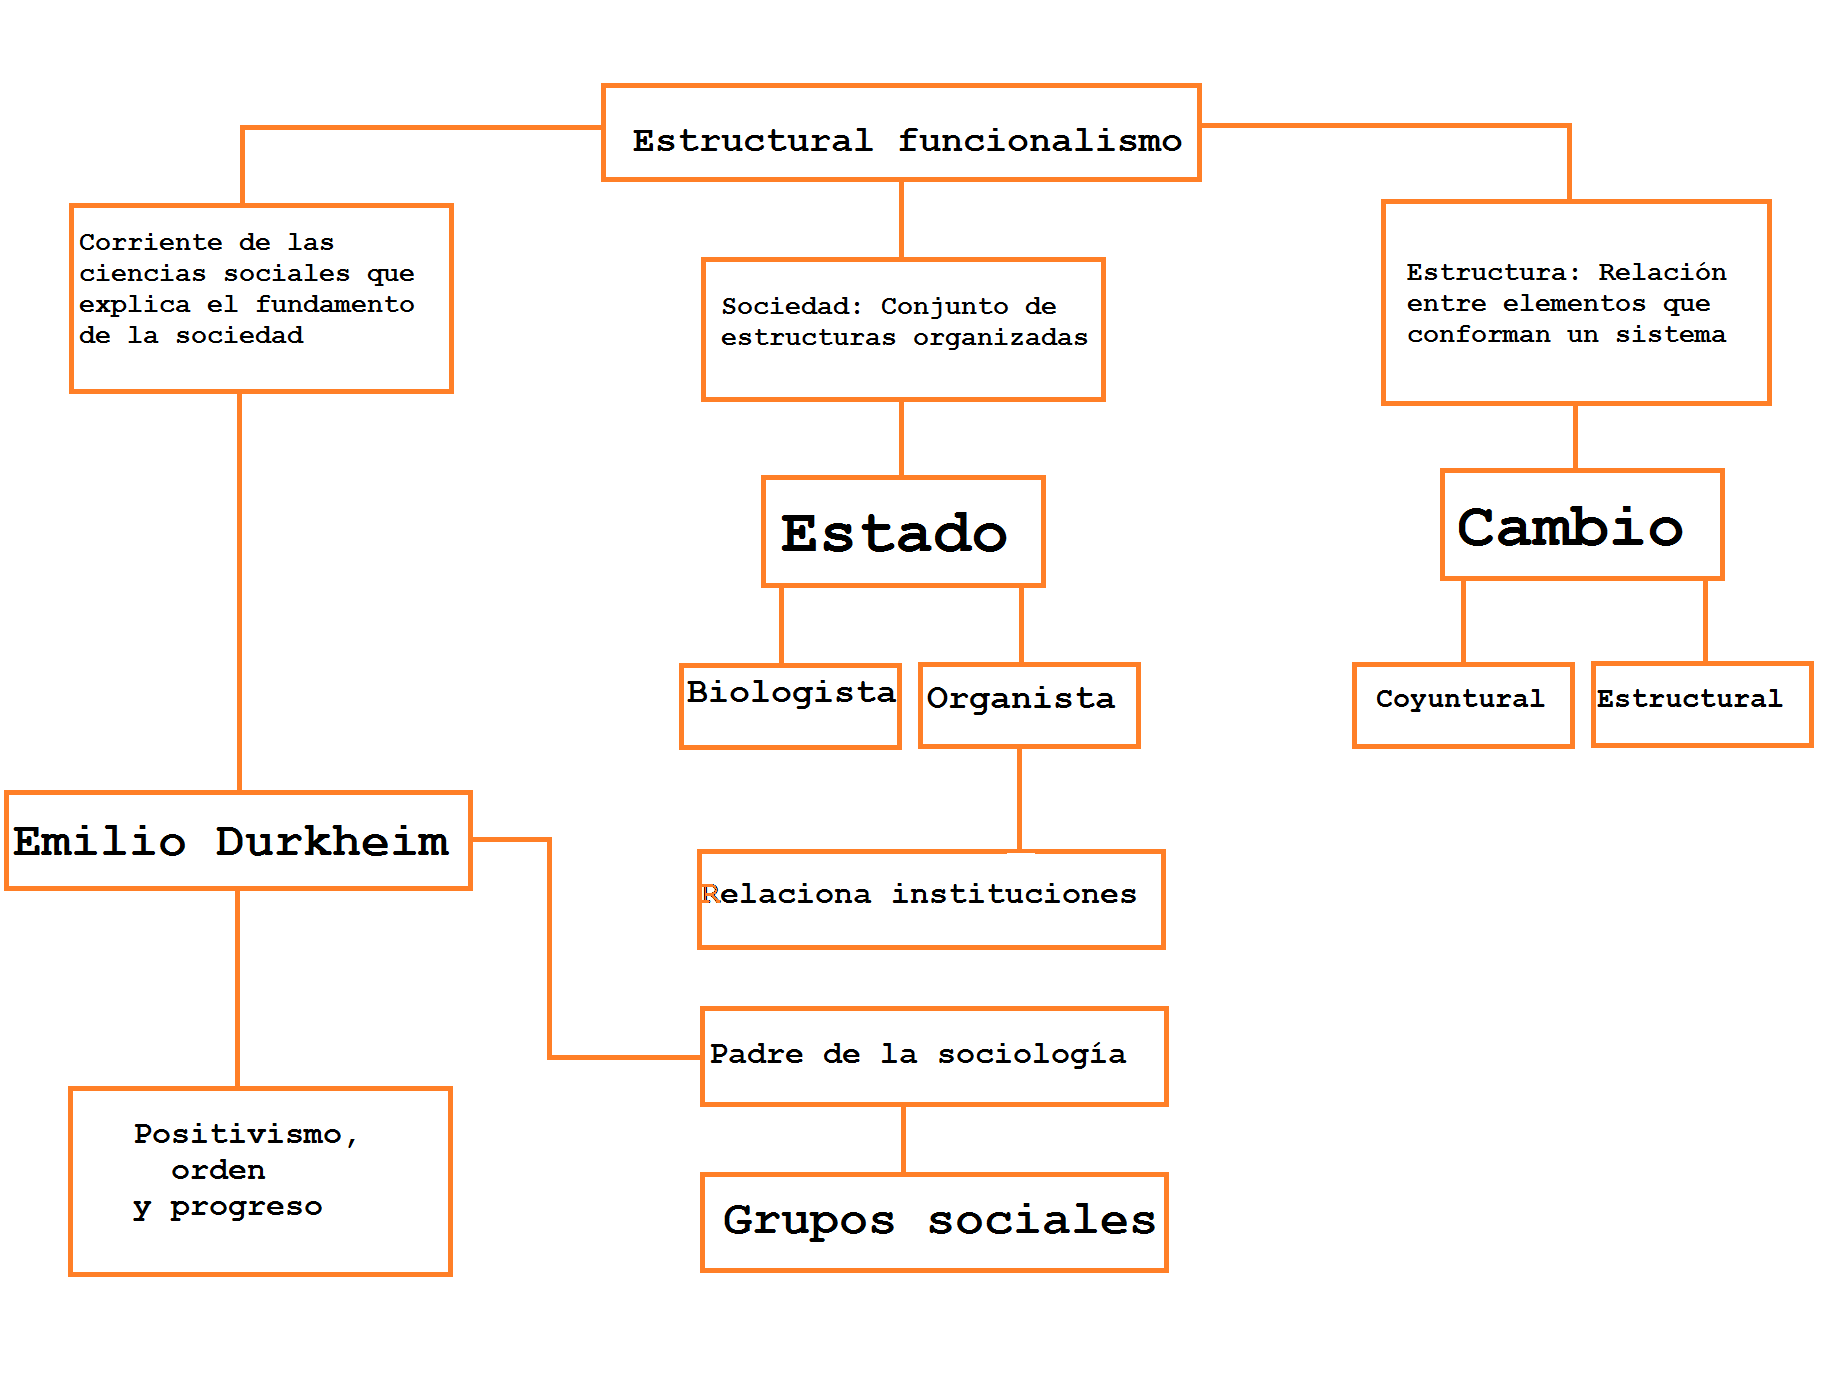 Estructural funcionalismo
Corriente de las
ciencias sociales que
explica el fundamento
de la sociedad
Sociedad: Conjunto de
estructuras organizadas
Estructura: Relación
entre elementos que
conforman un sistema
Estado
Cambio
Biologista
Organista
Coyuntural
Estructural
Emilio Durkheim
Relaciona instituciones
Padre de la sociología
Positivismo,
orden
y progreso
Grupos sociales